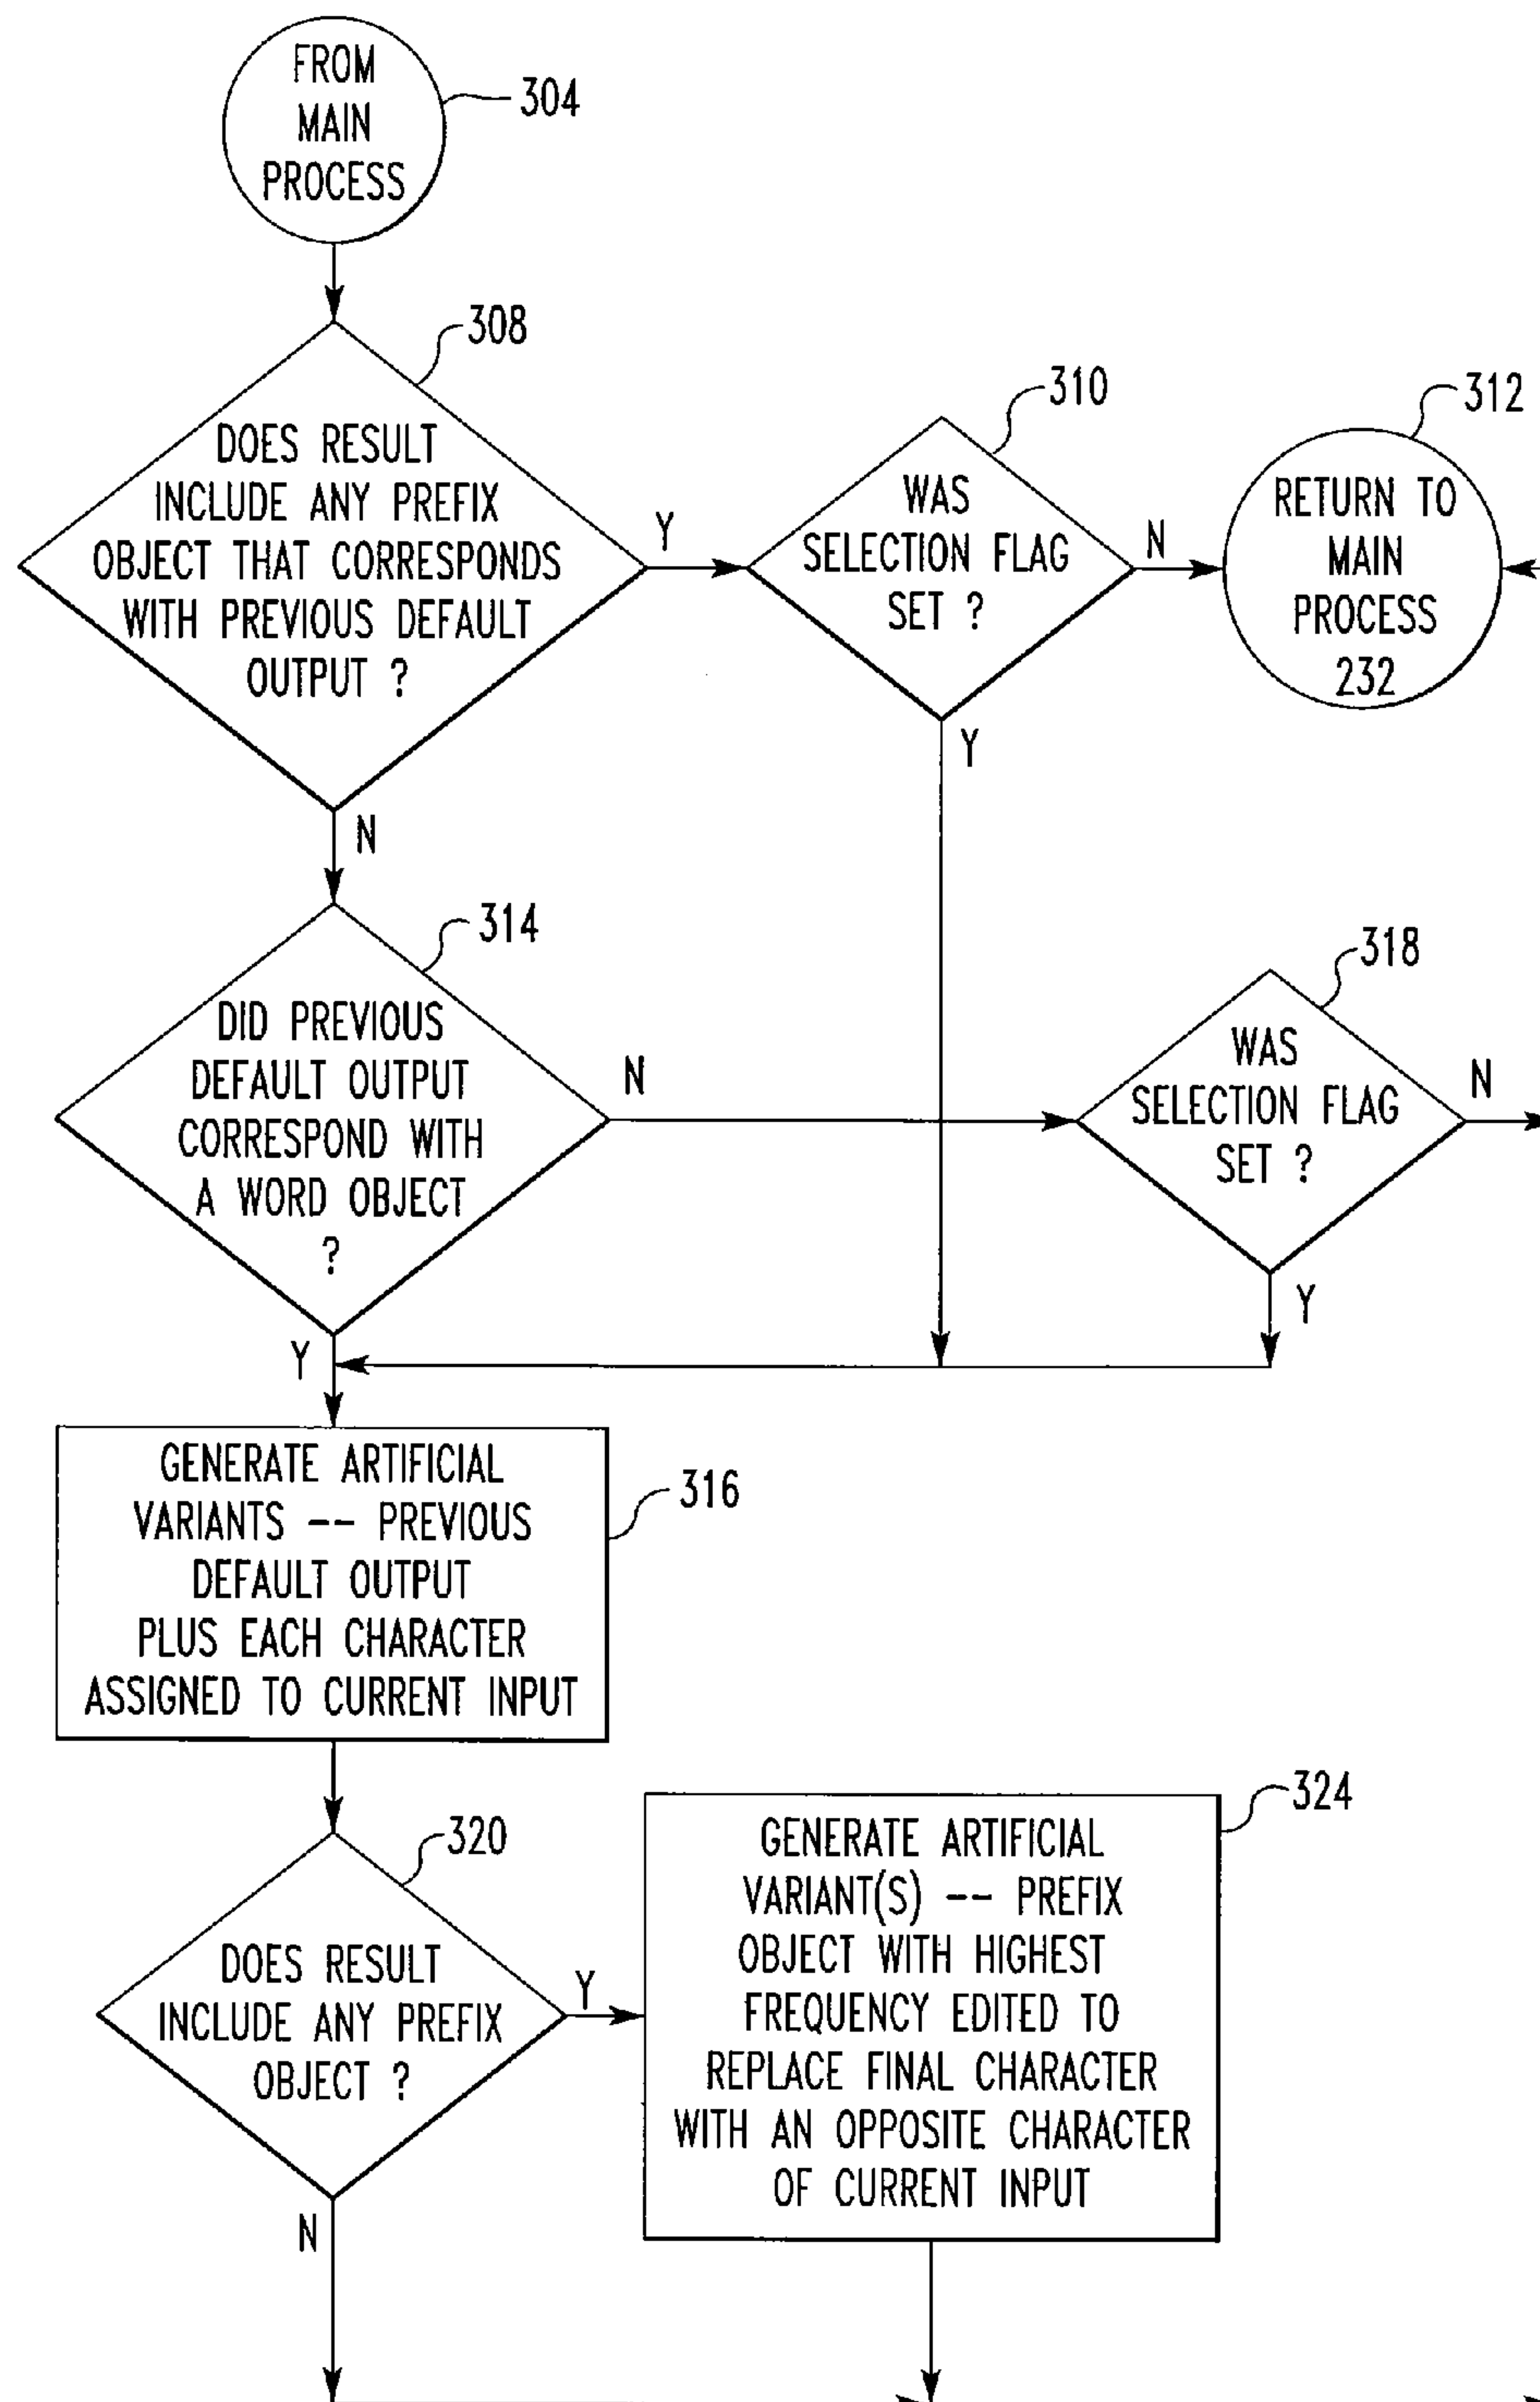 FROM
MAIN
PROCESS
304
308
DOES RESULT
INCLUDE ANY PREFIX
OBJECT THAT CORRESPONDS
WITH PREVIOUS DEFAULT
OUTPUT ?
Y
N
310
WAS
SELECTION FLAG
SET ?
N
Y
312
RETURN TO
MAIN
PROCESS
232
314
DID PREVIOUS
DEFAULT OUTPUT
CORRESPOND WITH
A WORD OBJECT
?
N
Y
318
WAS
SELECTION FLAG
SET ?
N
Y
GENERATE ARTIFICIAL
VARIANTS -- PREVIOUS
DEFAULT OUTPUT
PLUS EACH CHARACTER
ASSIGNED TO CURRENT INPUT
316
320
DOES RESULT
INCLUDE ANY PREFIX
OBJECT ?
Y
N
324
GENERATE ARTIFICIAL
VARIANT(S) -- PREFIX
OBJECT WITH HIGHEST
FREQUENCY EDITED TO
REPLACE FINAL CHARACTER
WITH AN OPPOSITE CHARACTER
OF CURRENT INPUT